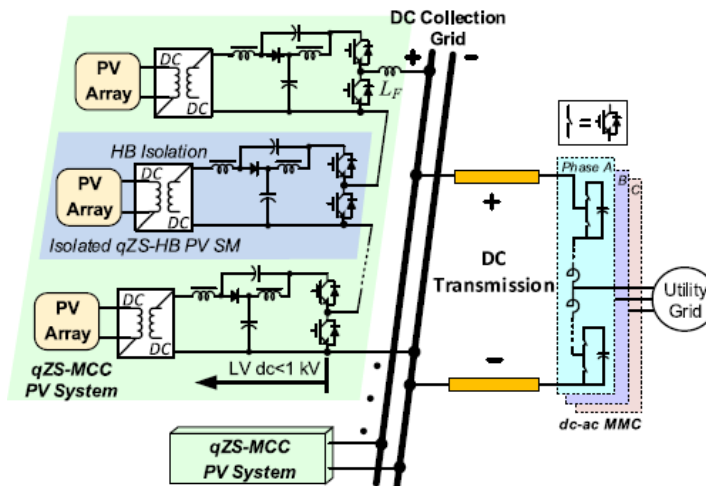 DC Collection
Grid
+
−
PV
Array
DC
DC
L_F
HB Isolation
PV
Array
DC
DC
Isolated qZS-HB PV SM
PV
Array
DC
DC
qZS-MCC
PV System
LV dc<1 kV
qZS-MCC
PV System
+
DC
Transmission
−
=
Phase A
B
C
Utility
Grid
dc-ac MMC